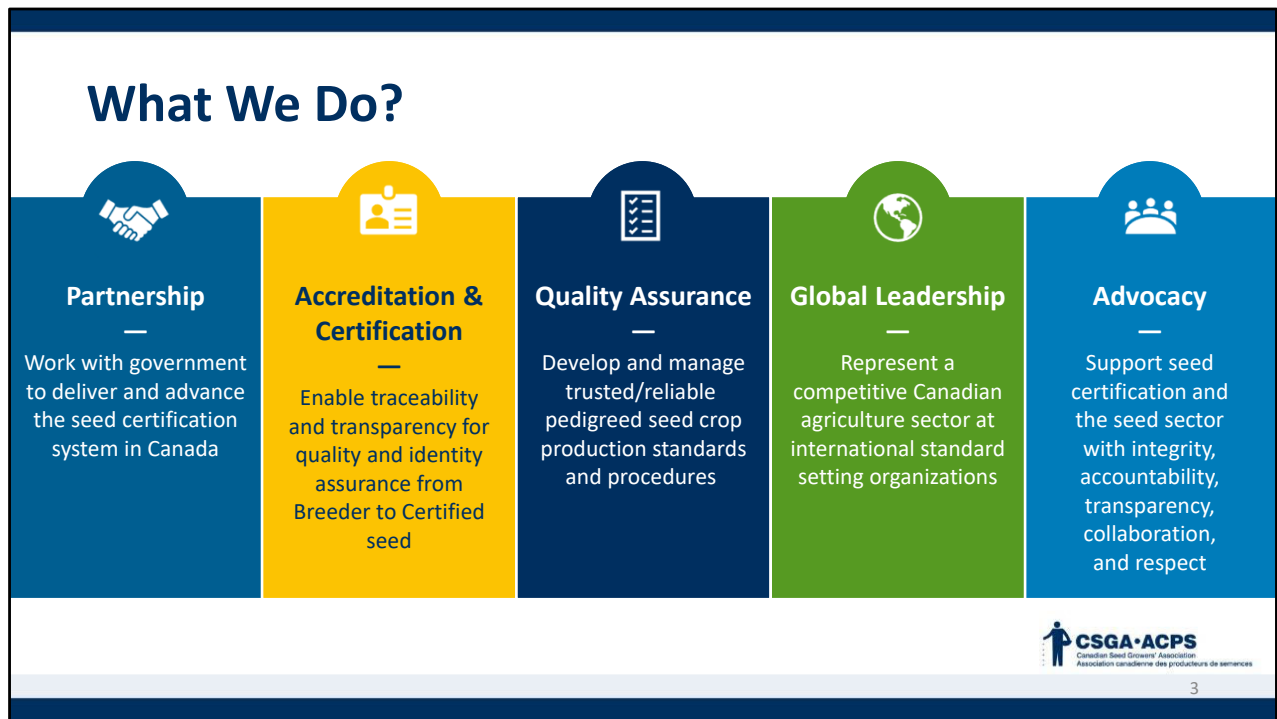 What We Do?
Partnership
Work with government
to deliver and advance
the seed certification
system in Canada
Accreditation &
Certification
Enable traceability
and transparency for
quality and identity
assurance from
Breeder to Certified
seed
Quality Assurance
Develop and manage
trusted/reliable
pedigreed seed crop
production standards
and procedures
Global Leadership
Represent a
competitive Canadian
agriculture sector at
international standard
setting organizations
Advocacy
Support seed
certification and
the seed sector
with integrity,
accountability,
transparency,
collaboration,
and respect
CSGA·ACPS
Canadian Seed Growers' Association
Association canadienne des producteurs de semences
3